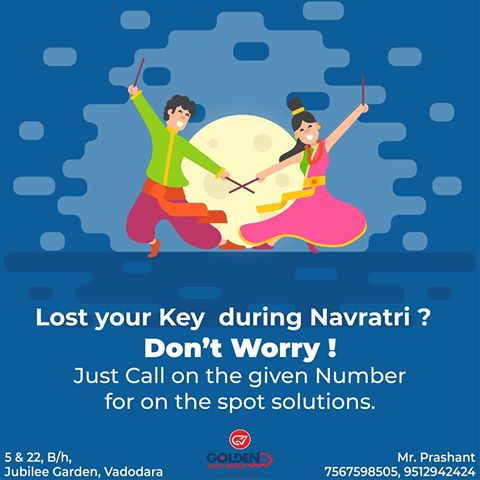 Lost your Key during Navratri ?
Don't Worry !
Just Call on the given Number
for on the spot solutions.
GOLDEN
5 & 22, B/h,
Jubilee Garden, Vadodara
Mr. Prashant
7567598505, 9512942424